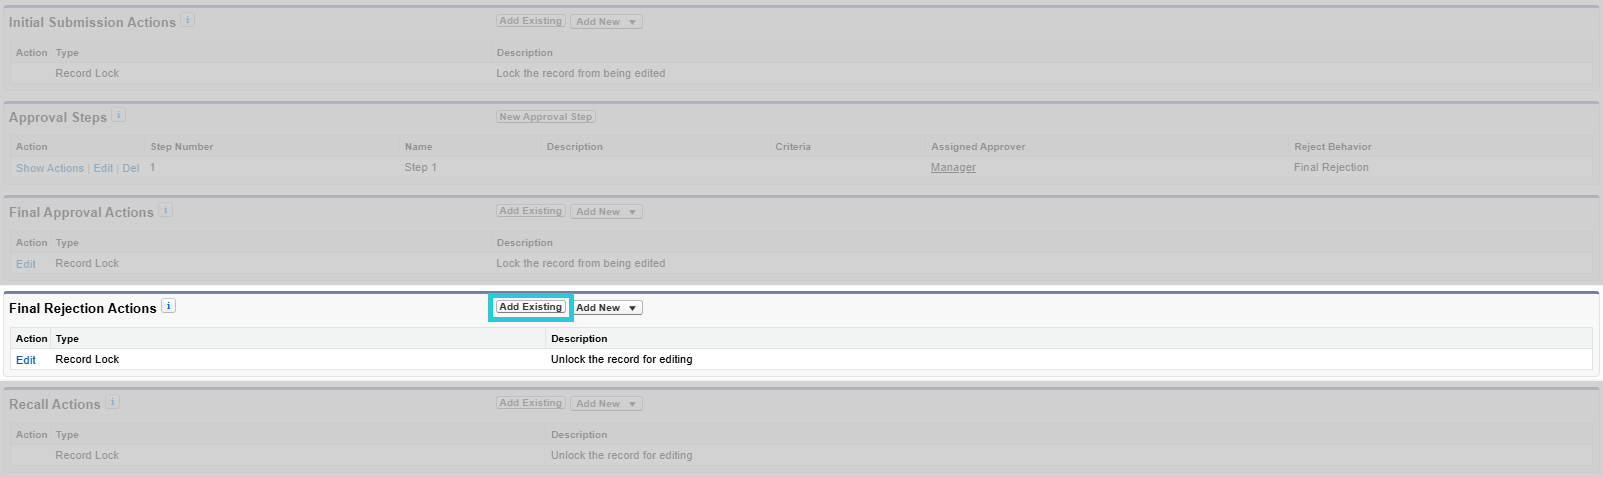 Initial Submission Actions i Add Existing Add New
Action Type Description
Record Lock Lock the record from being edited
Approval Steps i New Approval Step
Action Step Number Name Description Criteria Assigned Approver Reject Behavior
Show Actions | Edit | Del 1 Step 1 Manager Final Rejection
Final Approval Actions i Add Existing Add New
Action Type Description
Edit Record Lock Lock the record from being edited
Final Rejection Actions i Add Existing Add New
Action Type Description
Edit Record Lock Unlock the record for editing
Recall Actions i Add Existing Add New
Action Type Description
Record Lock Unlock the record for editing